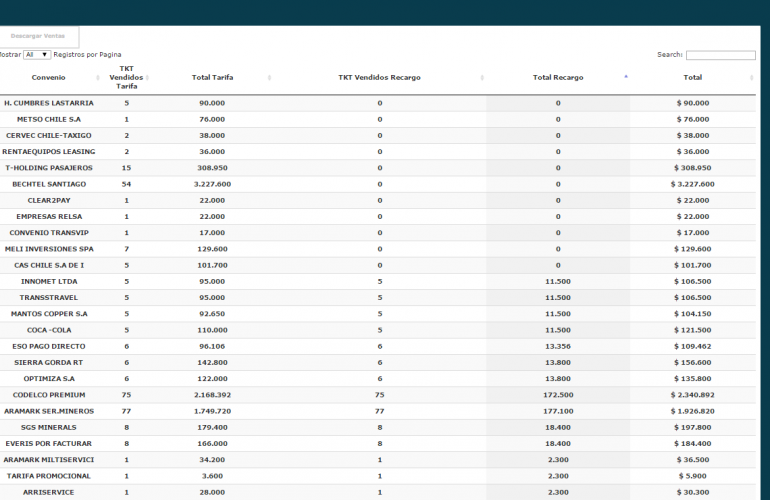 Descargar Ventas
Mostrar All Registros por Pagina Search:
Convenio TKT Vendidos Tarifa Total Tarifa TKT Vendidos Recargo Total Recargo Total
H. CUMBRES LASTARRIA 5 90.000 0 0 $ 90.000
METSO CHILE S.A 1 76.000 0 0 $ 76.000
CERVEC CHILE-TAXIGO 2 38.000 0 0 $ 38.000
RENTAEQUIPOS LEASING 2 36.000 0 0 $ 36.000
T-HOLDING PASAJEROS 15 308.950 0 0 $ 308.950
BECHTEL SANTIAGO 54 3.227.600 0 0 $ 3.227.600
CLEAR2PAY 1 22.000 0 0 $ 22.000
EMPRESAS RELSA 1 22.000 0 0 $ 22.000
CONVENIO TRANSVIP 1 17.000 0 0 $ 17.000
MELI INVERSIONES SPA 7 129.600 0 0 $ 129.600
CAS CHILE S.A DE I 5 101.700 0 0 $ 101.700
INNOMET LTDA 5 95.000 5 11.500 $ 106.500
TRANSSTRAVEL 5 95.000 5 11.500 $ 106.500
MANTOS COPPER S.A 5 92.650 5 11.500 $ 104.150
COCA -COLA 5 110.000 5 11.500 $ 121.500
ESO PAGO DIRECTO 6 96.106 6 13.356 $ 109.462
SIERRA GORDA RT 6 142.800 6 13.800 $ 156.600
OPTIMIZA S.A 6 122.000 6 13.800 $ 135.800
CODELCO PREMIUM 75 2.168.392 75 172.500 $ 2.340.892
ARAMARK SER.MINEROS 77 1.749.720 77 177.100 $ 1.926.820
SGS MINERALS 8 179.400 8 18.400 $ 197.800
EVERIS POR FACTURAR 8 166.000 8 18.400 $ 184.400
ARAMARK MILTISERVICI 1 34.200 1 2.300 $ 36.500
TARIFA PROMOCIONAL 1 3.600 1 2.300 $ 5.900
ARRISERVICE 1 28.000 1 2.300 $ 30.300